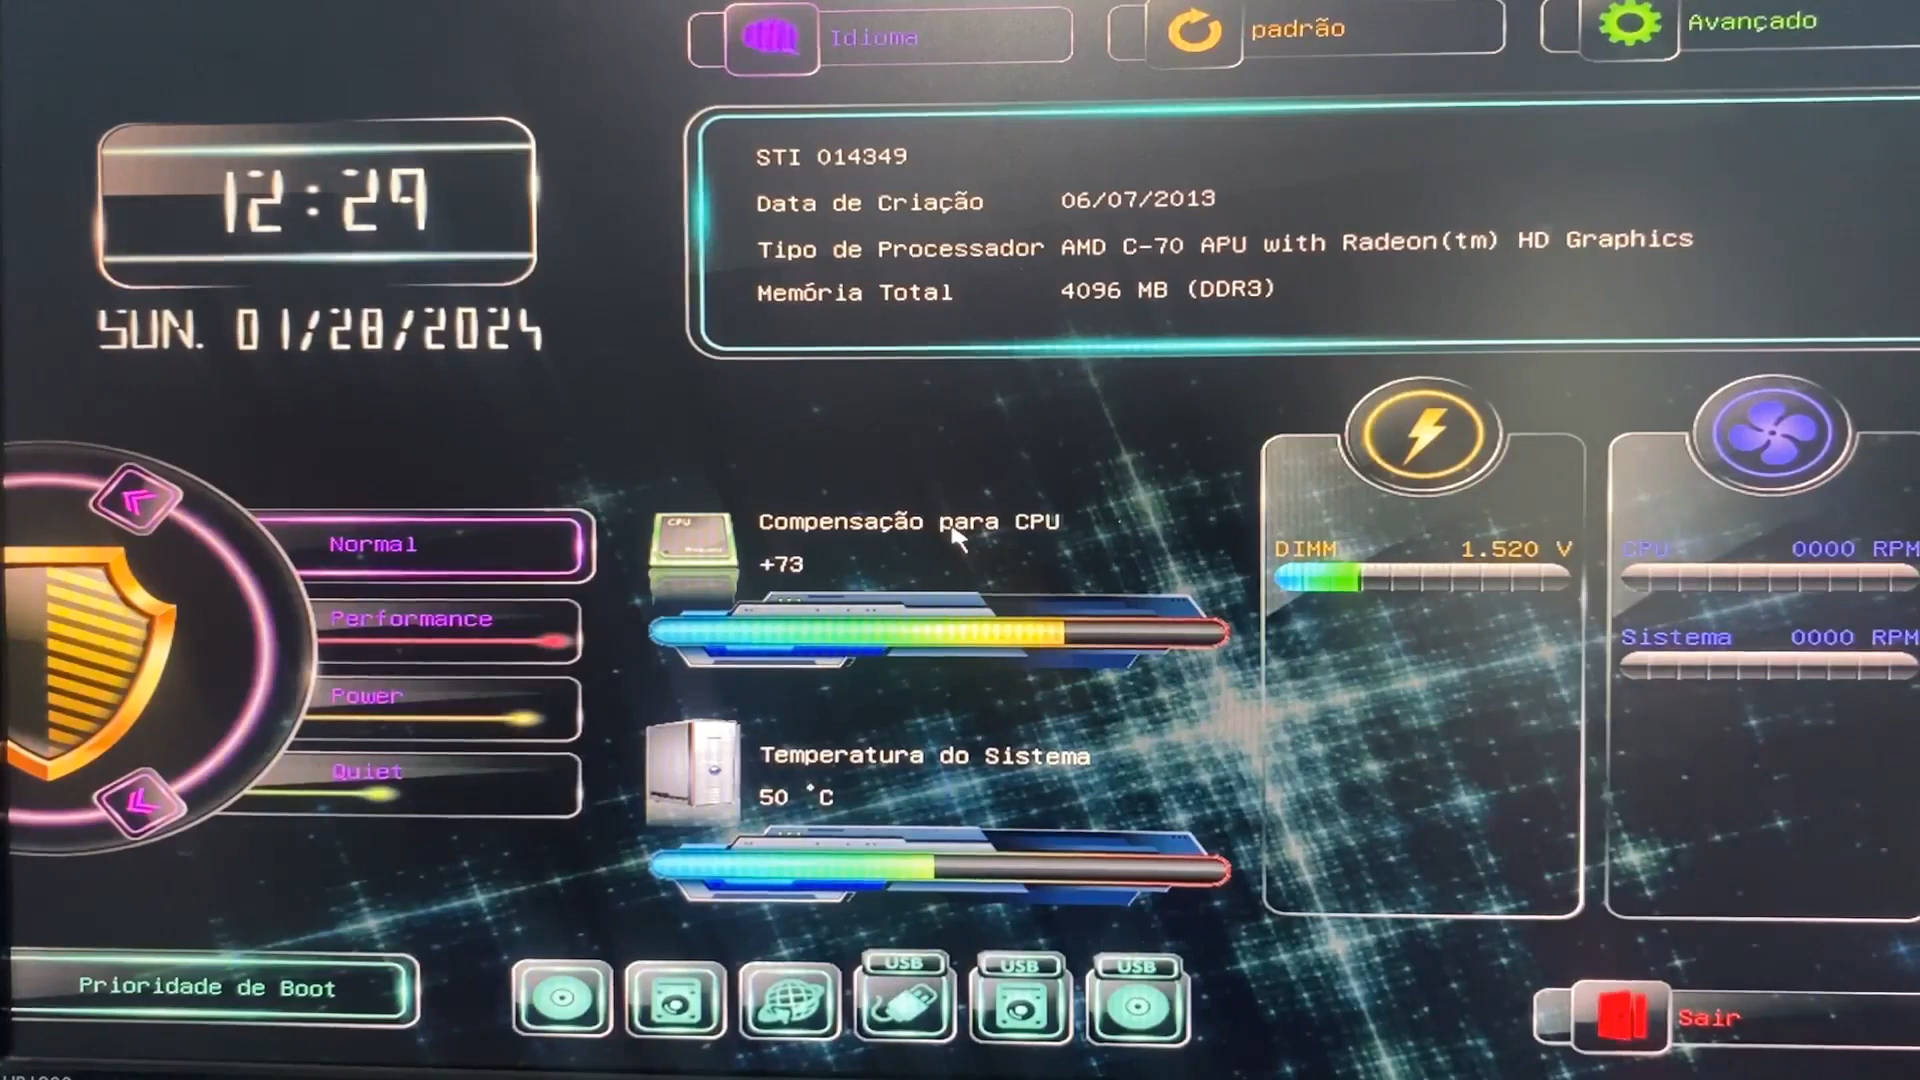 Idioma
padrão
Avançado
12:29
SUN. 01/28/2024
STI 014349
Data de Criação 06/07/2013
Tipo de Processador AMD C-70 APU with Radeon(tm) HD Graphics
Memória Total 4096 MB (DDR3)
Normal
Performance
Power
Quiet
CPU
Compensação para CPU
+73
Temperatura do Sistema
50 °C
DIMM 1.520 V
CPU 0000 RPM
Sistema 0000 RPM
Prioridade de Boot
USB
USB
USB
Sair